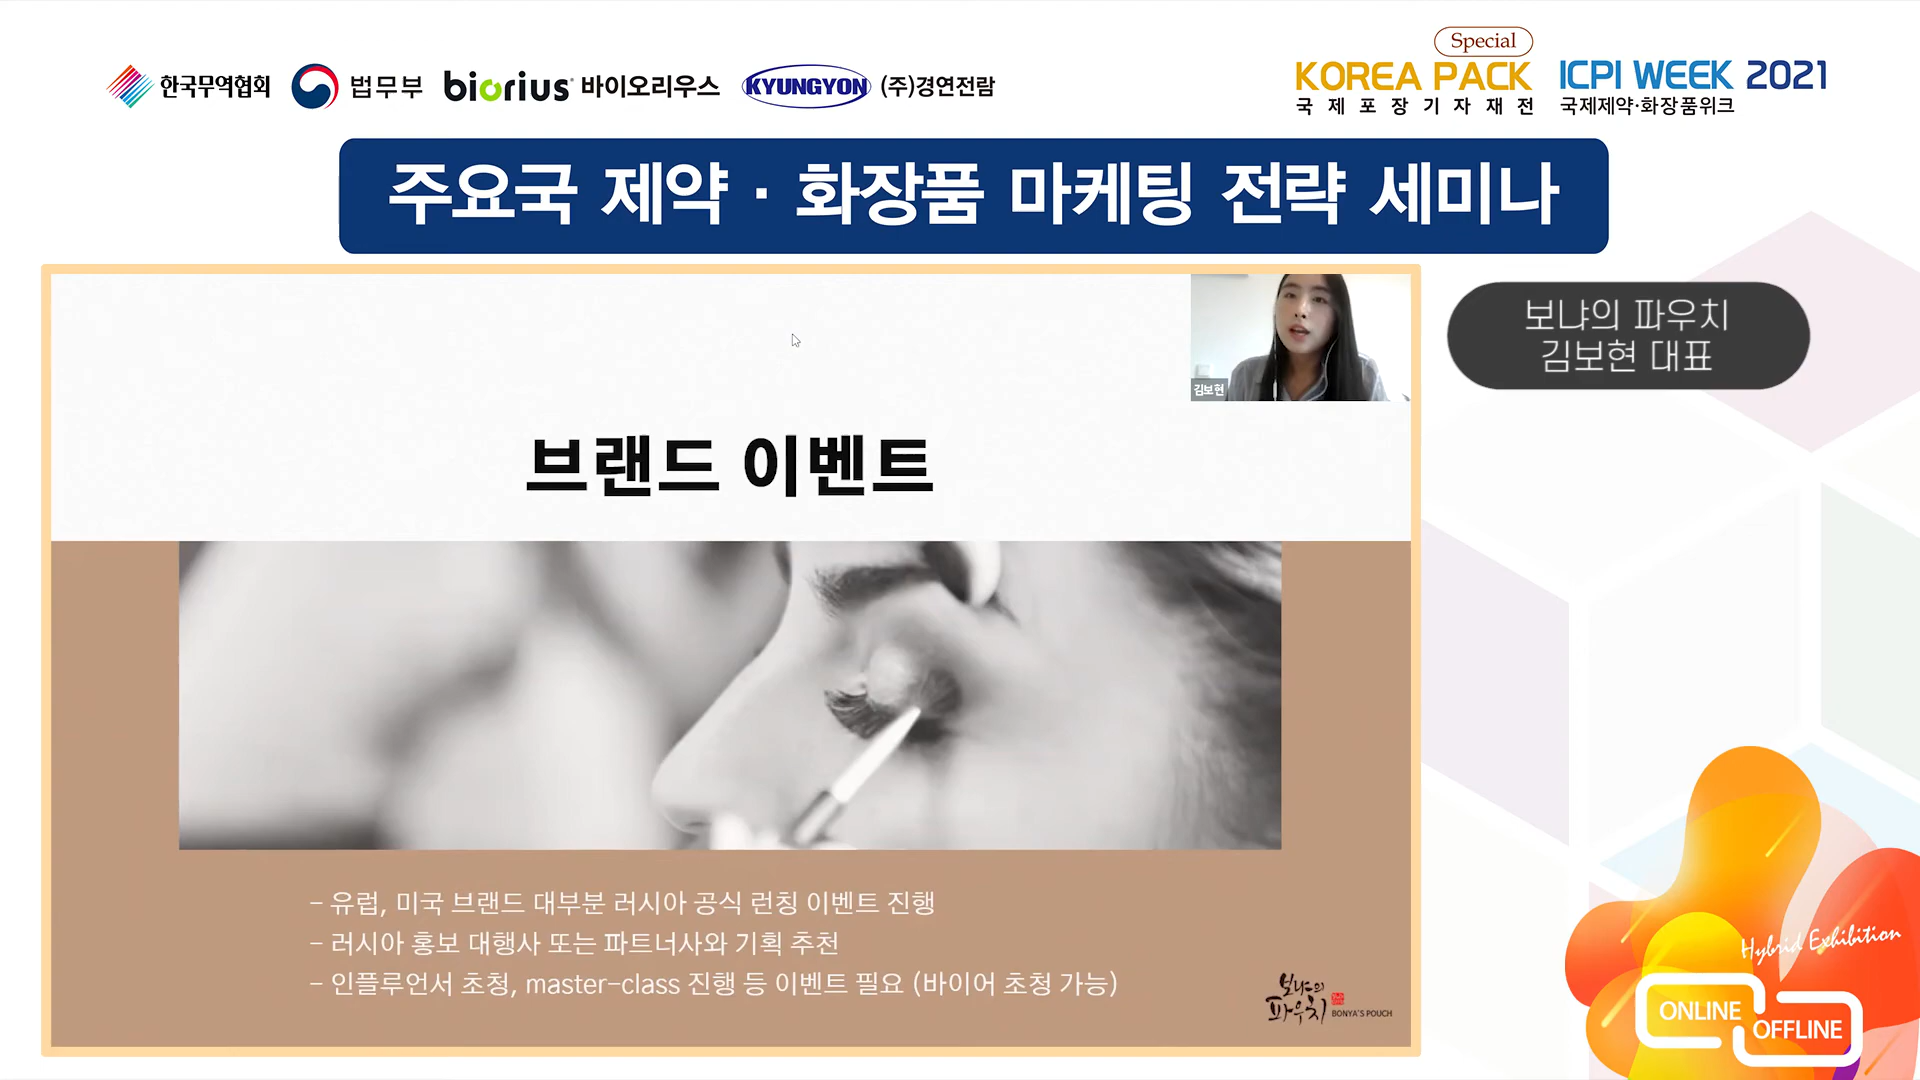 한국무역협회
법무부
biorius 바이오리우스
KYUNGYON (주)경연전람
Special
KOREA PACK
국제포장기자재전
ICPI WEEK 2021
국제제약·화장품위크
주요국 제약 · 화장품 마케팅 전략 세미나
보냐의 파우치
김보현 대표
김보현
브랜드 이벤트
- 유럽, 미국 브랜드 대부분 러시아 공식 런칭 이벤트 진행
- 러시아 홍보 대행사 또는 파트너사와 기획 추천
- 인플루언서 초청, master-class 진행 등 이벤트 필요 (바이어 초청 가능)
보냐의
파우치
BONYA'S POUCH
Hybrid Exhibition
ONLINE
OFFLINE